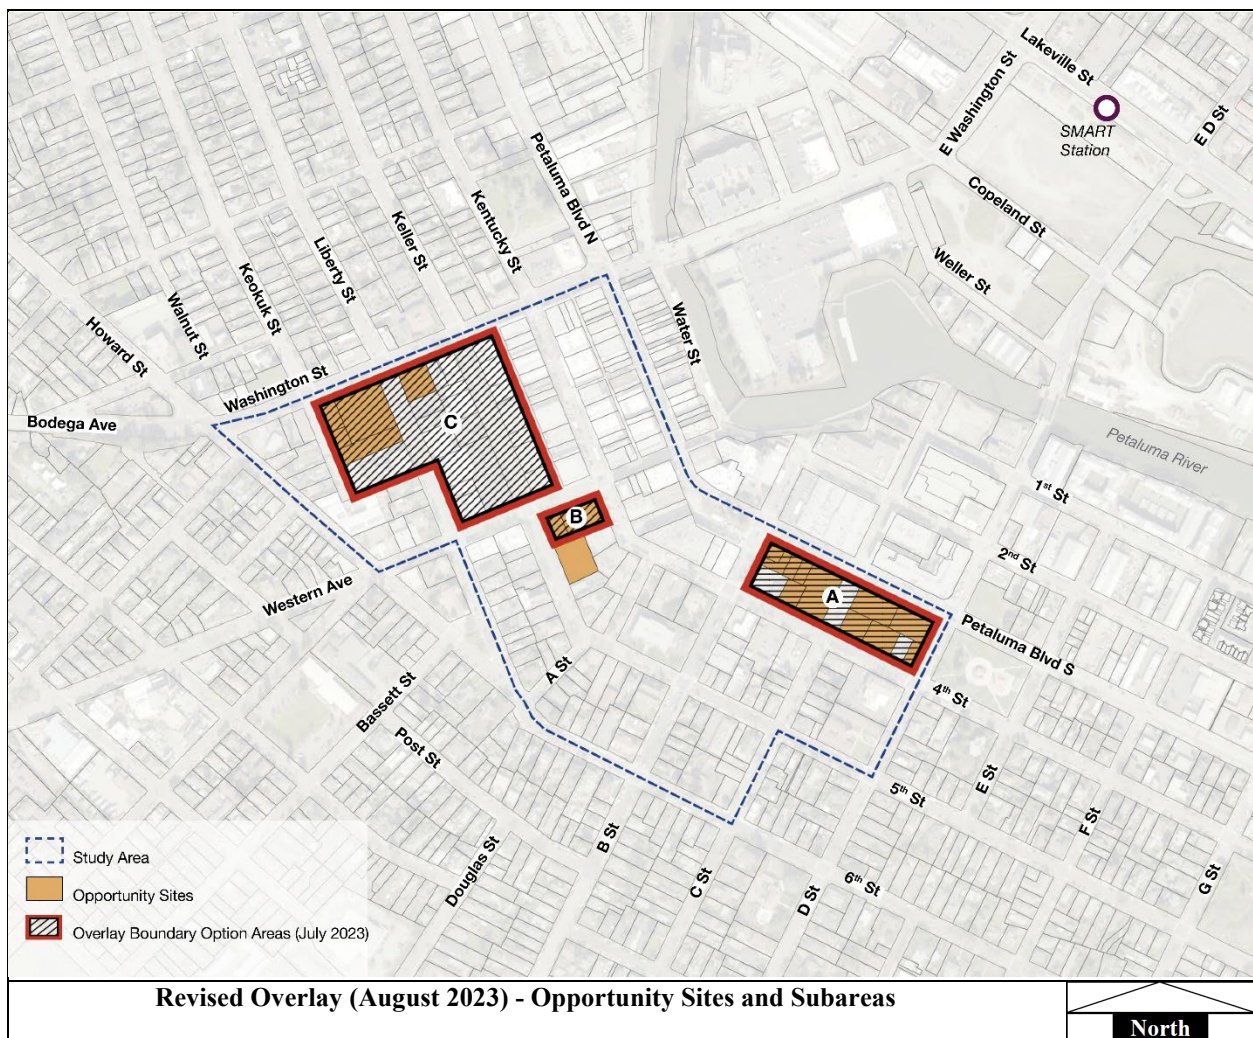 Lakeville St
E Washington St
SMART
Station
E D St
Petaluma Blvd N
Copeland St
Kentucky St
Keller St
Weller St
Liberty St
Keokuk St
Walnut St
Howard St
Water St
Washington St
Bodega Ave
C
Petaluma River
1st St
B
2nd St
Western Ave
A
Petaluma Blvd S
A St
4th St
Bassett St
Post St
E St
5th St
F St
B St
Douglas St
C St
D St
6th St
G St
Study Area
Opportunity Sites
Overlay Boundary Option Areas (July 2023)
Revised Overlay (August 2023) - Opportunity Sites and Subareas
North